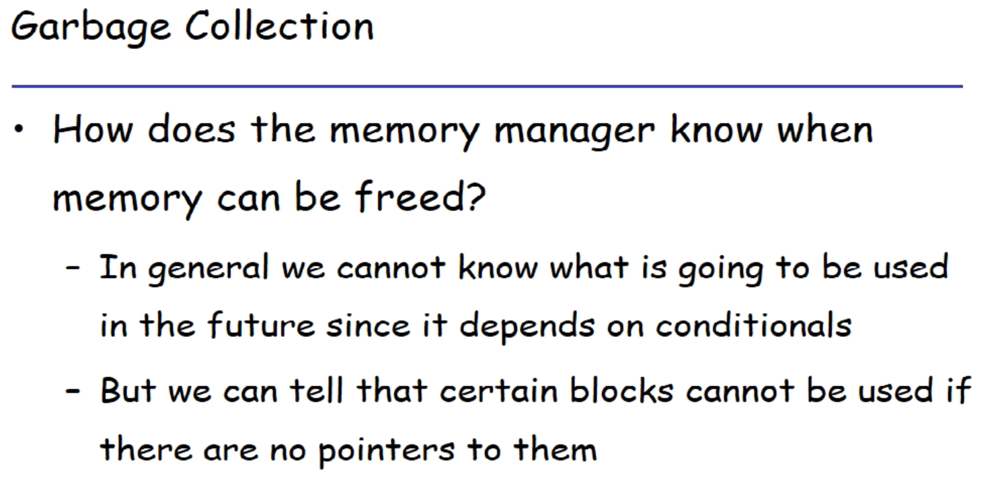 Garbage Collection
• How does the memory manager know when
memory can be freed?
– In general we cannot know what is going to be used
in the future since it depends on conditionals
– But we can tell that certain blocks cannot be used if
there are no pointers to them